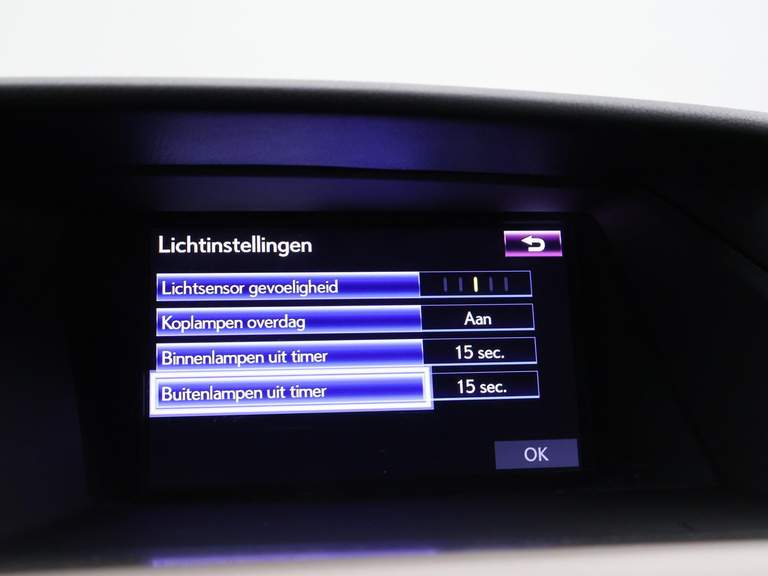 Lichtinstellingen
Lichtsensor gevoeligheid
Koplampen overdag Aan
Binnenlampen uit timer 15 sec.
Buitenlampen uit timer 15 sec.
OK